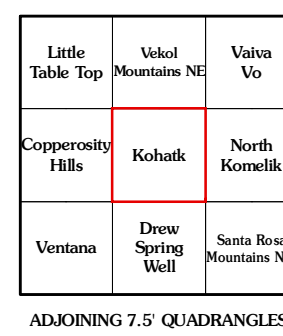 Little
Table Top
Vekol
Mountains NE
Vaiva
Vo
Copperosity
Hills
Kohatk
North
Komelik
Ventana
Drew
Spring
Well
Santa Rosa
Mountains N
ADJOINING 7.5' QUADRANGLES